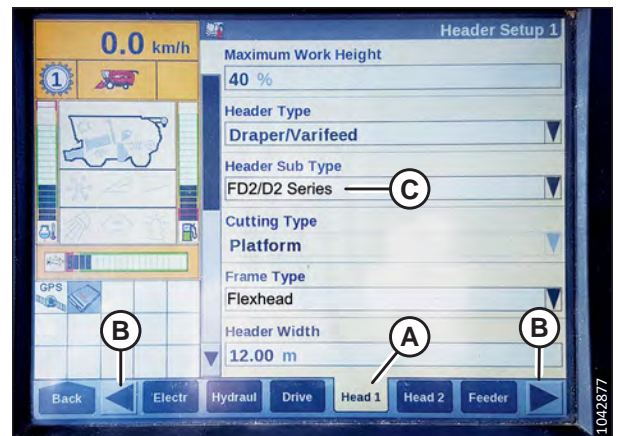 0.0 km/h
Header Setup 1
Maximum Work Height
40 %
1
Header Type
Draper/Varifeed
Header Sub Type
FD2/D2 Series
C
Cutting Type
Platform
Frame Type
GPS
Flexhead
Header Width
B
A
B
12.00 m
Back
Electr
Hydraul
Drive
Head 1
Head 2
Feeder
1042877